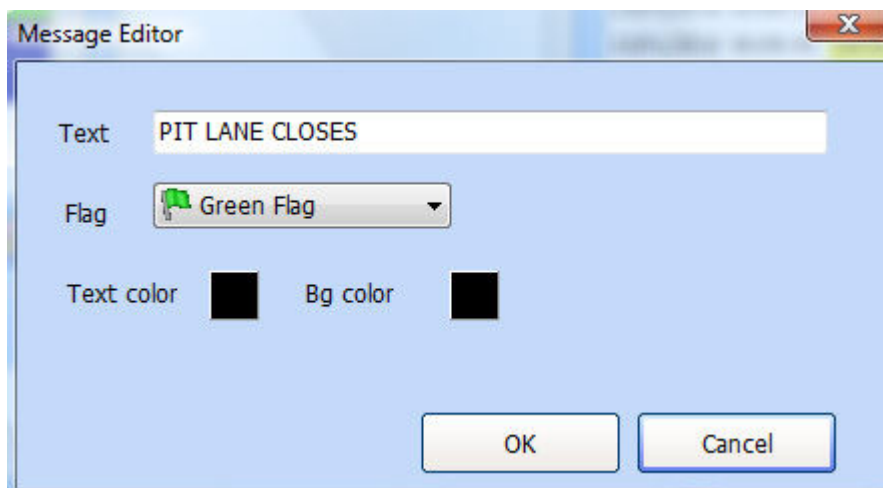 Message Editor
Text PIT LANE CLOSES
Flag Green Flag
Text color Bg color
OK Cancel